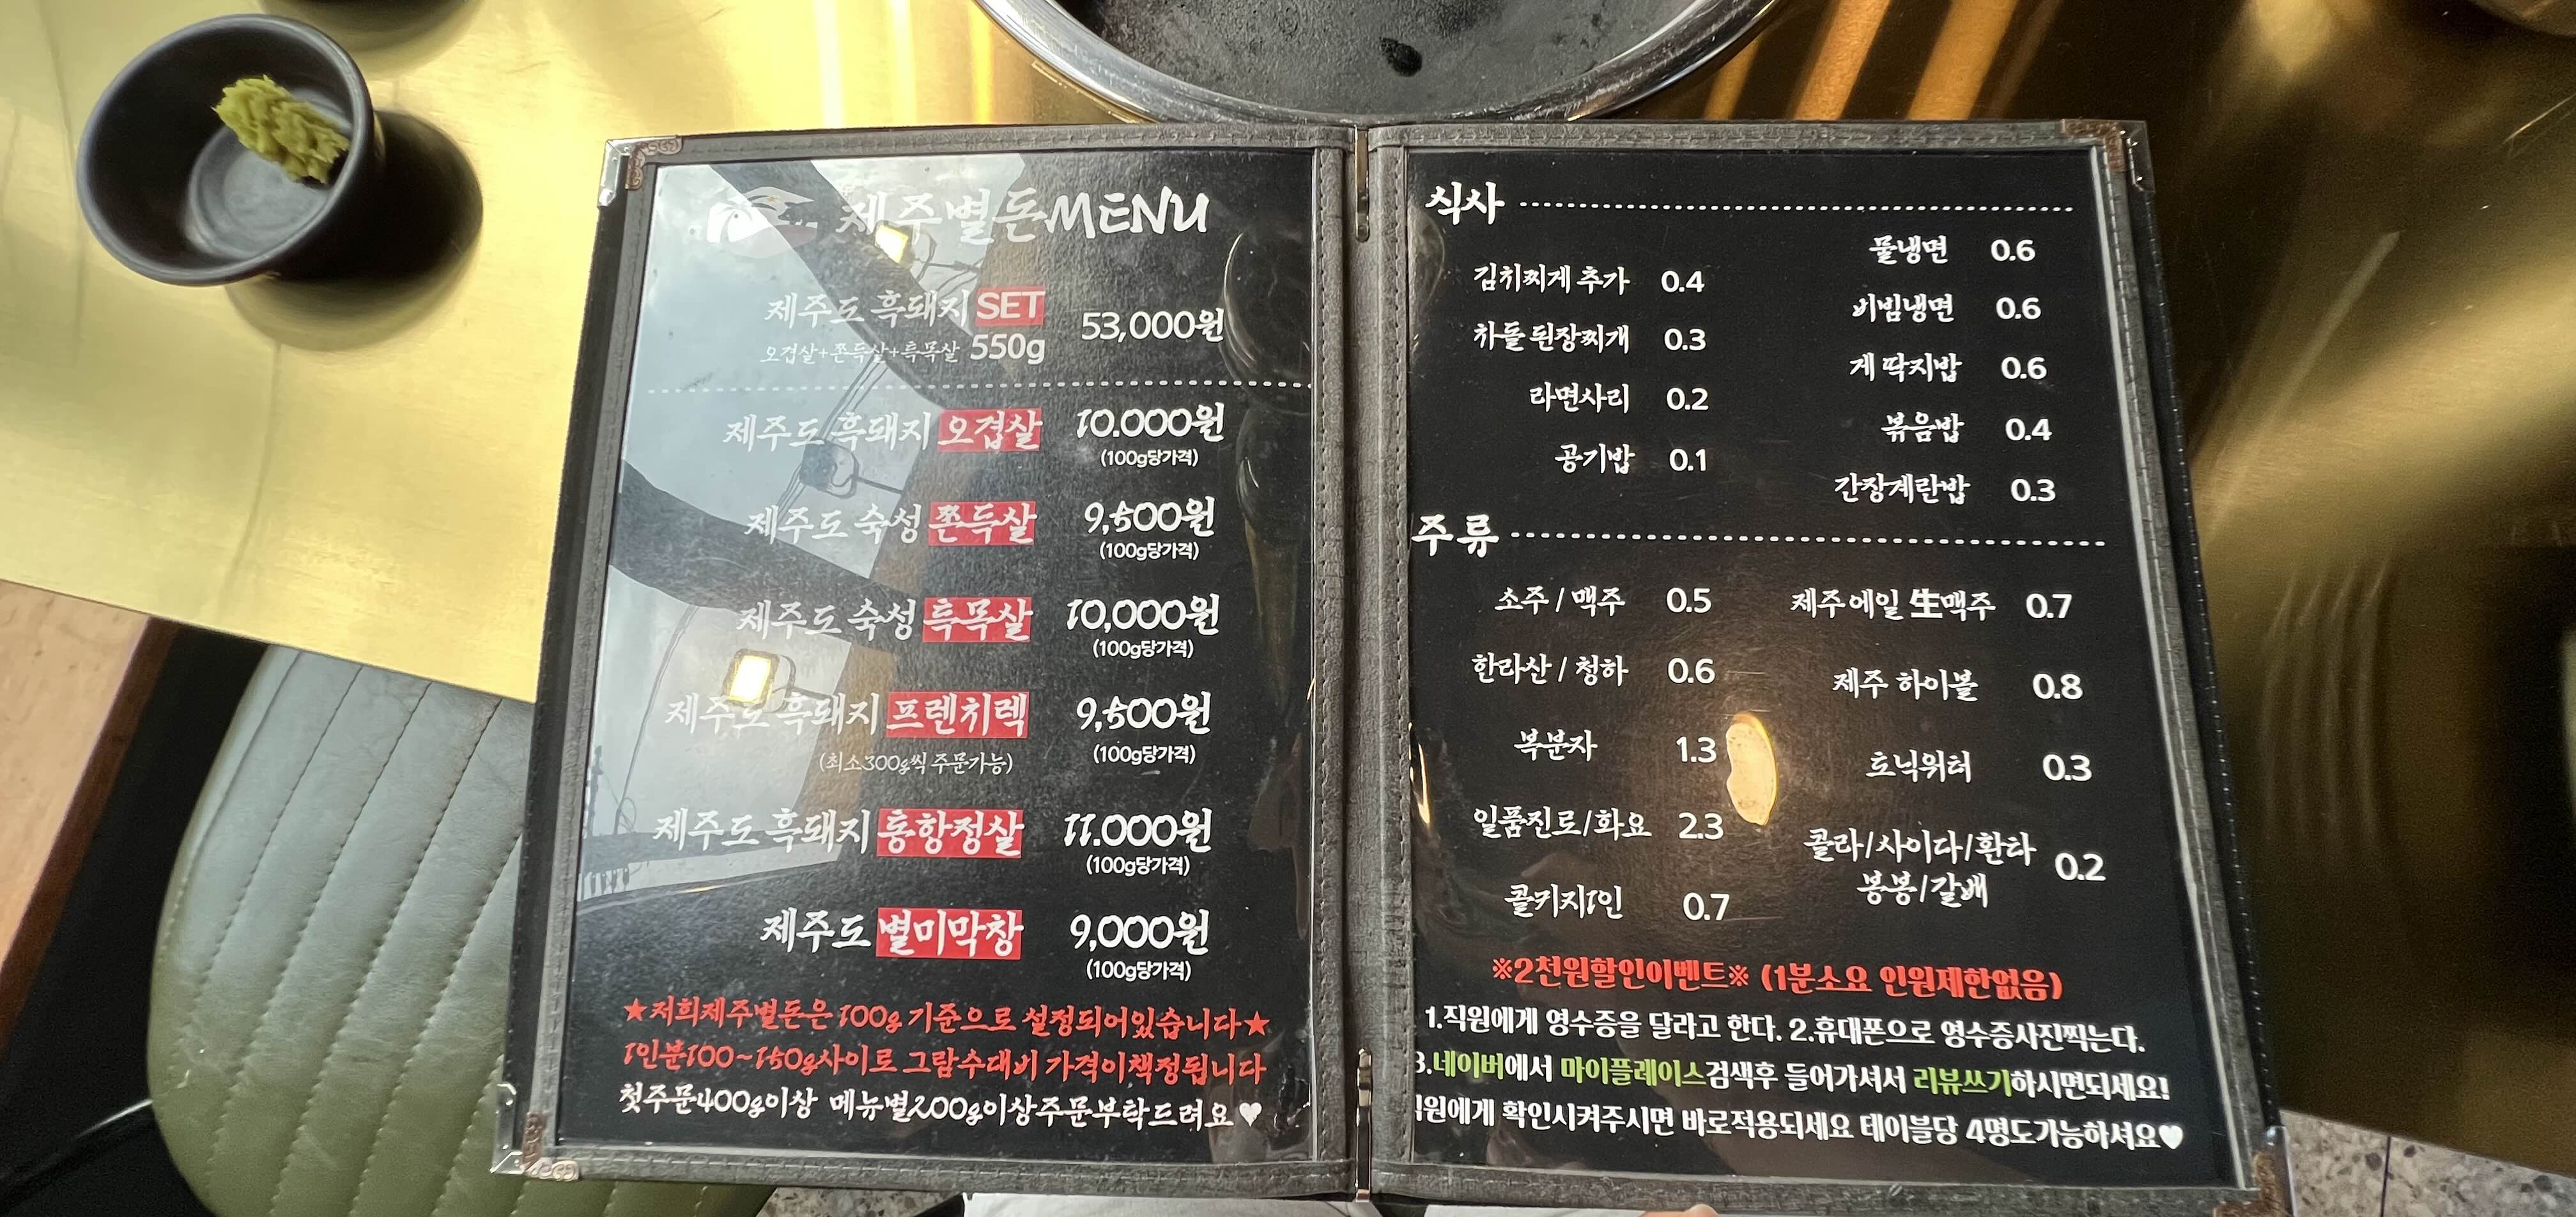 제주별돈MENU
제주도 흑돼지 SET 53,000원
오겹살+쫀득살+특목살 550g
제주도 흑돼지 오겹살 10.000원
(100g당가격)
제주도 숙성 쫀득살 9,500원
(100g당가격)
제주도 숙성 특목살 10,000원
(100g당가격)
제주도 흑돼지 프렌치렉 9,500원
(최소300g씩 주문가능) (100g당가격)
제주도 흑돼지 통항정살 11.000원
(100g당가격)
제주도 별미막창 9,000원
(100g당가격)
★저희제주별돈은 100g 기준으로 설정되어있습니다★
1인분100~150g사이로 그람수대비 가격이책정됩니다
첫주문400g이상 메뉴별200g이상주문부탁드려요♥
식사
김치찌게 추가 0.4
차돌 된장찌개 0.3
라면사리 0.2
공기밥 0.1
물냉면 0.6
비빔냉면 0.6
게 딱지밥 0.6
볶음밥 0.4
간장계란밥 0.3
주류
소주 / 맥주 0.5
한라산 / 청하 0.6
복분자 1.3
일품진로/화요 2.3
콜키지1인 0.7
제주에일 生맥주 0.7
제주 하이볼 0.8
토닉워터 0.3
콜라/사이다/환타
봉봉/갈배 0.2
※2천원할인이벤트※ (1분소요 인원제한없음)
1.직원에게 영수증을 달라고 한다. 2.휴대폰으로 영수증사진찍는다.
3.네이버에서 마이플레이스검색후 들어가셔서 리뷰쓰기하시면되세요!
직원에게 확인시켜주시면 바로적용되세요 테이블당 4명도가능하셔요♥